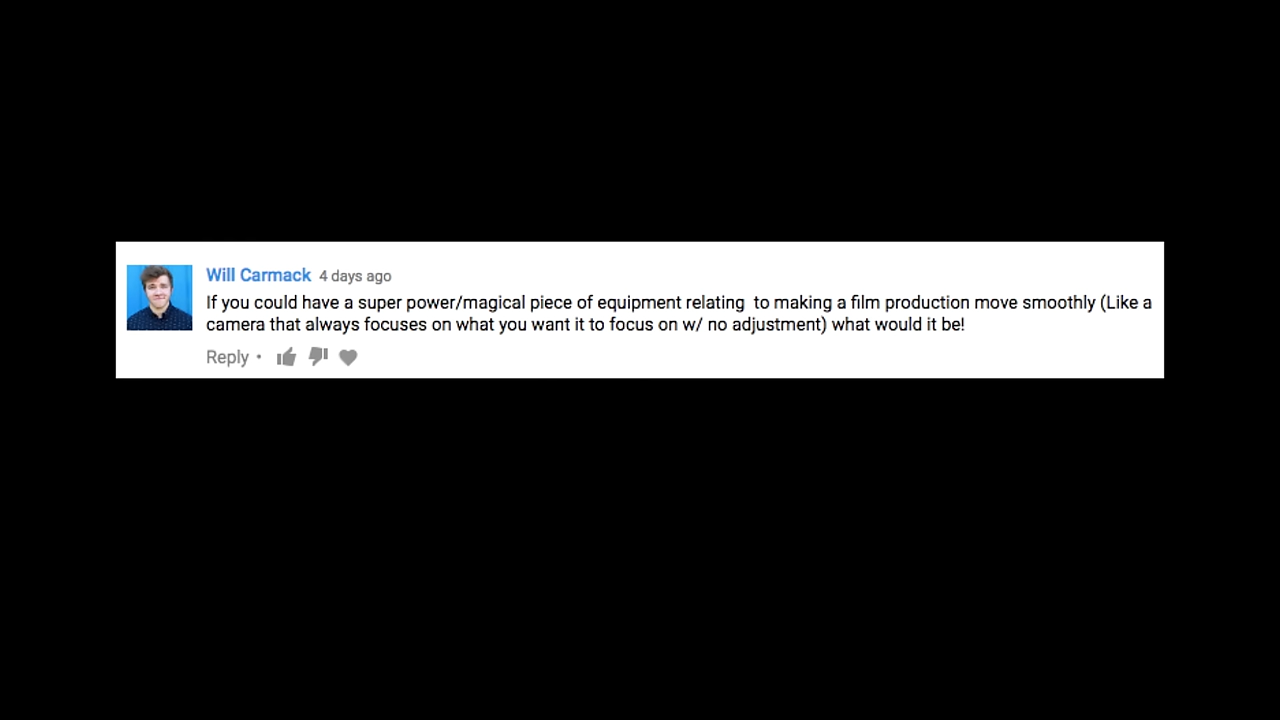 Will Carmack 4 days ago
If you could have a super power/magical piece of equipment relating  to making a film production move smoothly (Like a
camera that always focuses on what you want it to focus on w/ no adjustment) what would it be!
Reply •